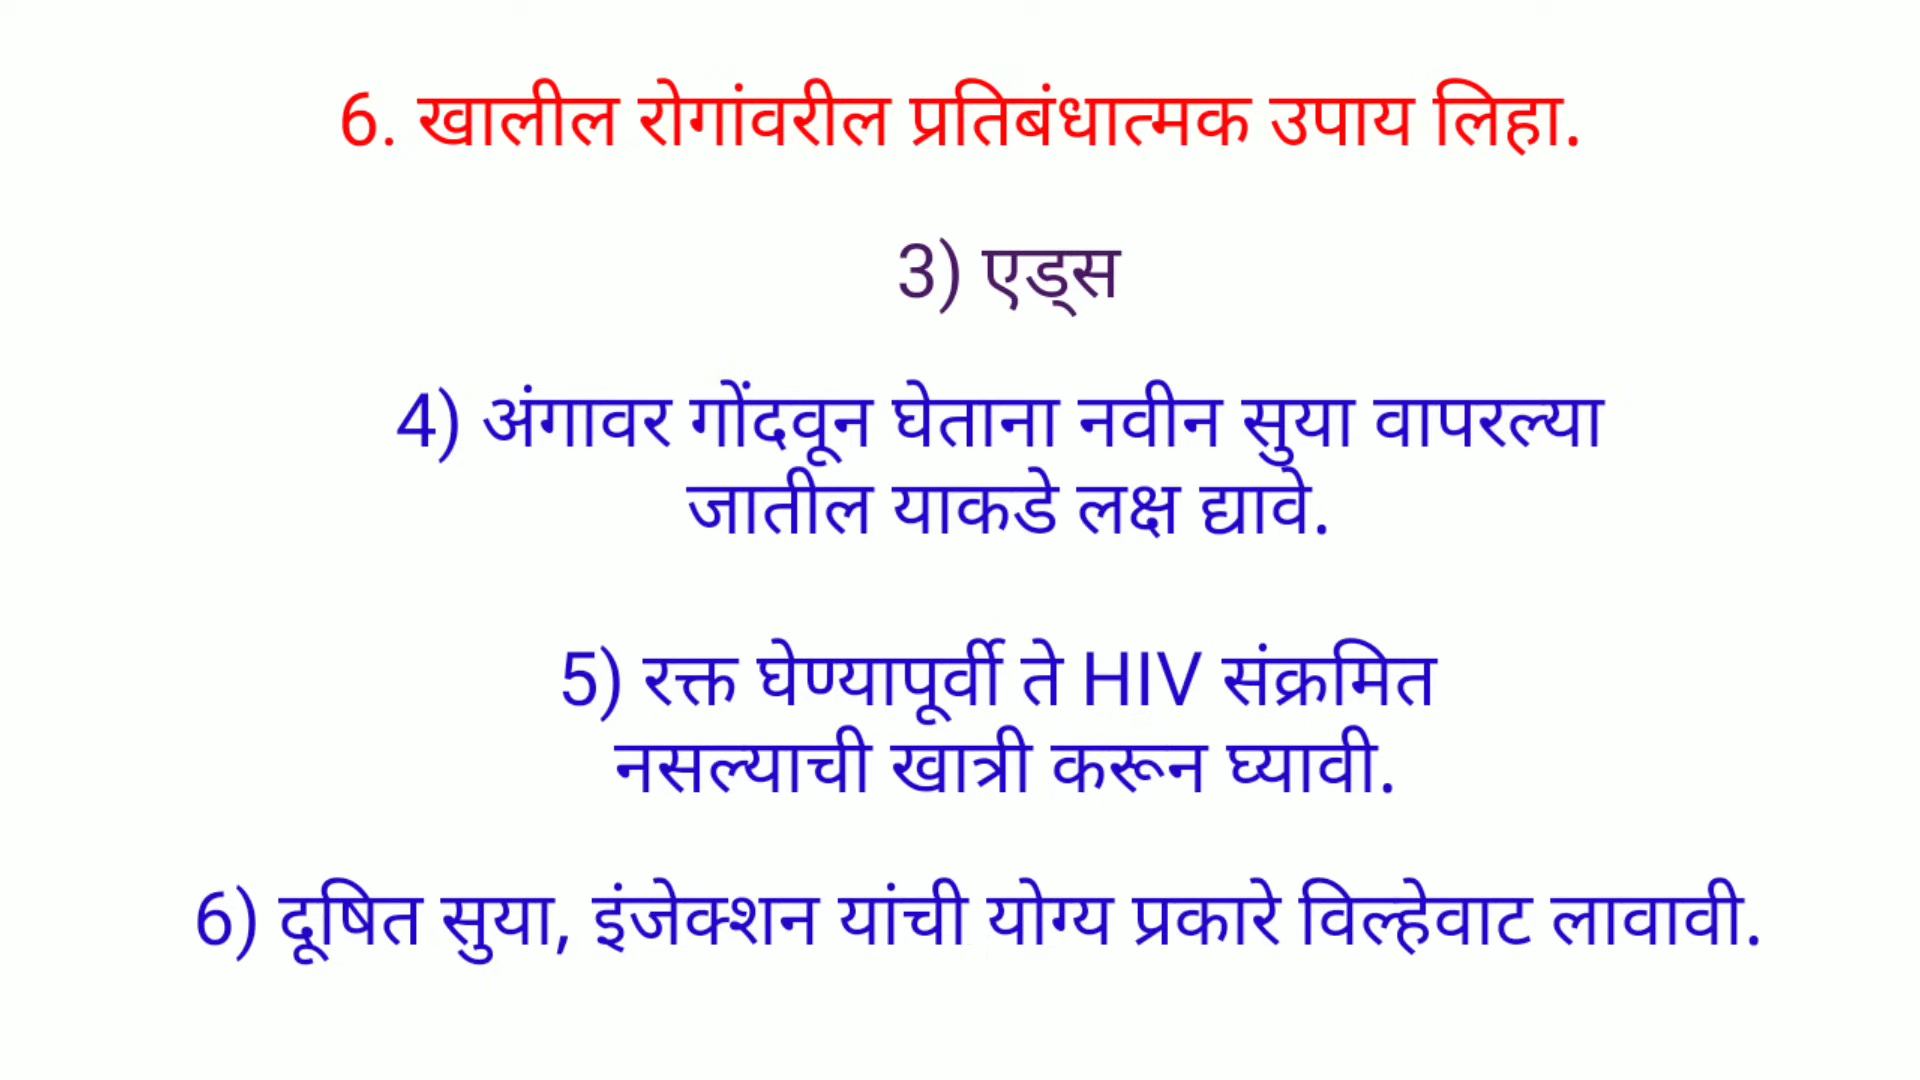 6. खालील रोगांवरील प्रतिबंधात्मक उपाय लिहा.
3) एड्स
4) अंगावर गोंदवून घेताना नवीन सुया वापरल्या
जातील याकडे लक्ष द्यावे.
5) रक्त घेण्यापूर्वी ते HIV संक्रमित
नसल्याची खात्री करून घ्यावी.
6) दूषित सुया, इंजेक्शन यांची योग्य प्रकारे विल्हेवाट लावावी.